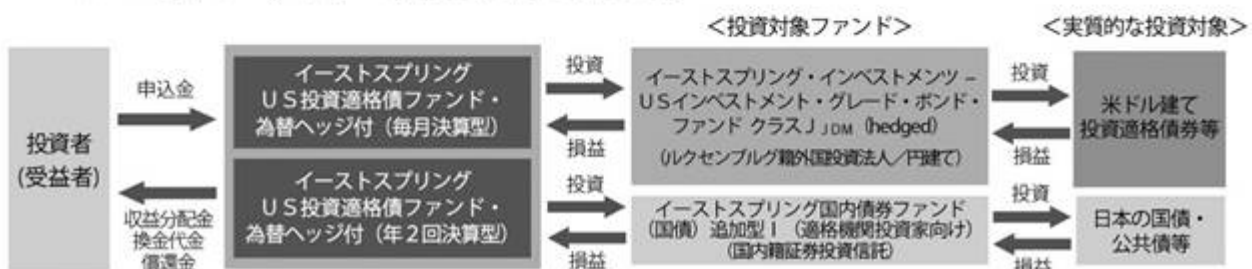 ＜投資対象ファンド＞
＜実質的な投資対象＞
投資者
(受益者)
申込金
収益分配金
換金代金
償還金
イーストスプリング
ＵＳ投資適格債ファンド・
為替ヘッジ付（毎月決算型）
イーストスプリング
ＵＳ投資適格債ファンド・
為替ヘッジ付（年２回決算型）
投資
損益
投資
損益
イーストスプリング・インベストメンツ－
ＵＳインベストメント・グレード・ボンド・
ファンド クラスＪ JDM（hedged）
（ルクセンブルグ籍外国投資法人／円建て）
イーストスプリング国内債券ファンド
（国債）追加型Ⅰ（適格機関投資家向け）
（国内籍証券投資信託）
投資
損益
投資
損益
米ドル建て
投資適格債券等
日本の国債・
公共債等